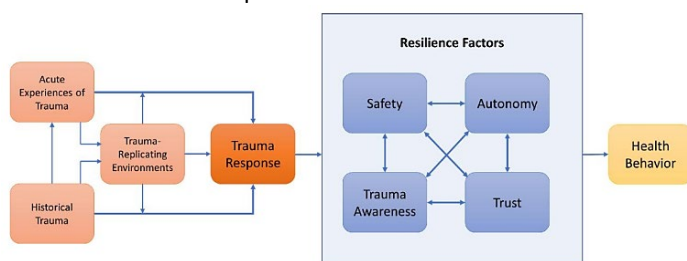 Acute
Experiences of
Trauma
Trauma-
Replicating
Environments
Historical
Trauma
Trauma
Response
Resilience Factors
Safety
Autonomy
Trauma
Awareness
Trust
Health
Behavior